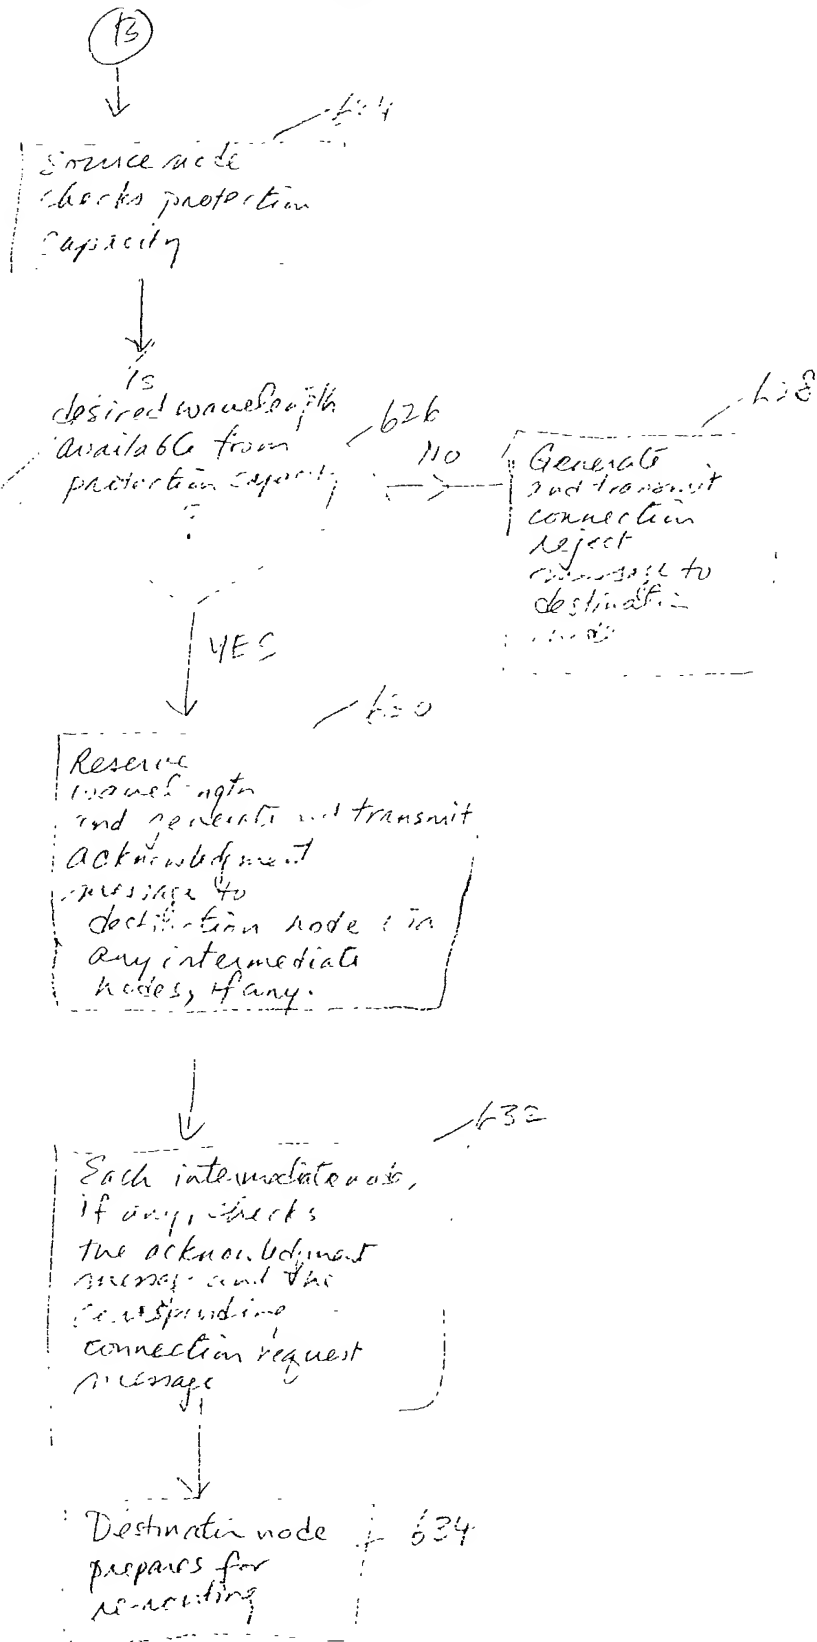 B
624
Source node
checks protection
capacity
Is
desired wavelength
available from
protection capacity
?
626
No
628
Generate
and transmit
connection
reject
message to
destination
node
YES
630
Reserve
wavelength
and generate and transmit
acknowledgment
message to
destination node
any intermediate
nodes, if any.
632
Each intermediate node,
if any, checks
the acknowledgment
message and the
corresponding
connection request
message
Destination node
prepares for
re-routing
634